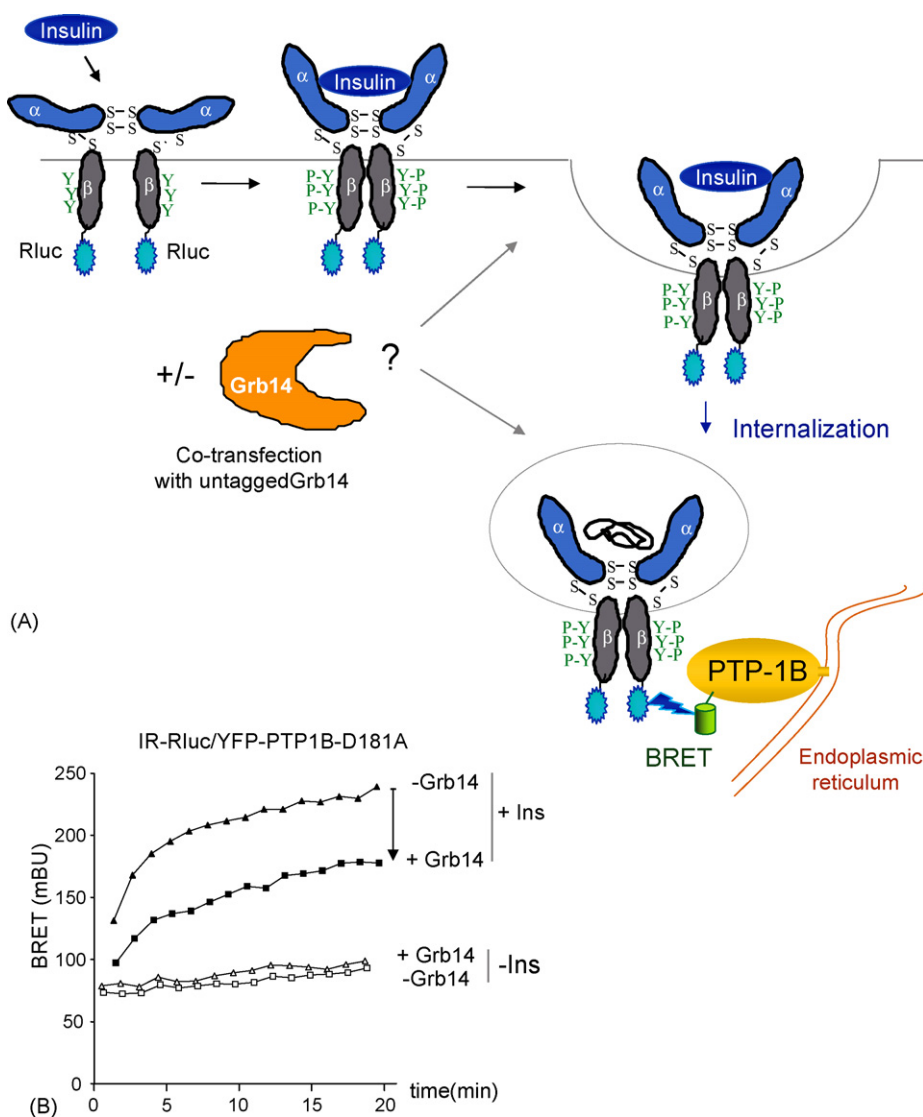 Insulin
α
S–S
S–S
α
S
S
S
S
β
β
Y
Y
Y
Y
Y
Y
Rluc
Rluc
α
Insulin
α
S–S
S–S
S
S
S
S
P-Y
P-Y
P-Y
β
β
Y-P
Y-P
Y-P
α
Insulin
α
S–S
S–S
S
S
S
S
P-Y
P-Y
P-Y
β
β
Y-P
Y-P
Y-P
+/-
Grb14
?
Co-transfection
with untaggedGrb14
Internalization
α
α
S–S
S–S
S
S
S
S
P-Y
P-Y
P-Y
β
β
Y-P
Y-P
Y-P
PTP-1B
BRET
Endoplasmic
reticulum
(A)
IR-Rluc/YFP-PTP1B-D181A
BRET (mBU)
250
200
150
100
50
0
0
5
10
15
20
time(min)
-Grb14
+ Ins
+ Grb14
+ Grb14
-Grb14
-Ins
(B)